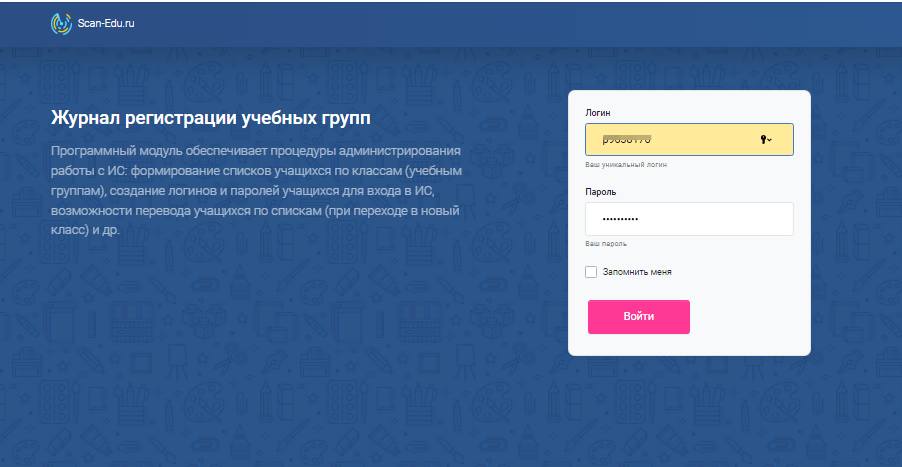 Scan-Edu.ru
Журнал регистрации учебных групп
Программный модуль обеспечивает процедуры администрирования
работы с ИС: формирование списков учащихся по классам (учебным
группам), создание логинов и паролей учащихся для входа в ИС,
возможности перевода учащихся по спискам (при переходе в новый
класс) и др.
Логин
Ваш уникальный логин
Пароль
••••••••••
Ваш пароль
Запомнить меня
Войти